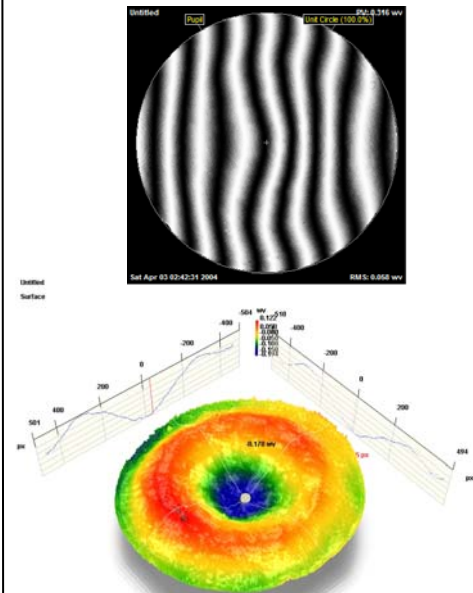 Untitled
PV: 0.316 wv
Pupil
Unit Circle (100.0%)
Sat Apr 03 02:42:31 2004
RMS: 0.058 wv
Untitled
Surface
-504
wv
-510
0.122
-400
-400
-200
-200
0
0
200
200
400
501
px
-0.178 wv
494
px